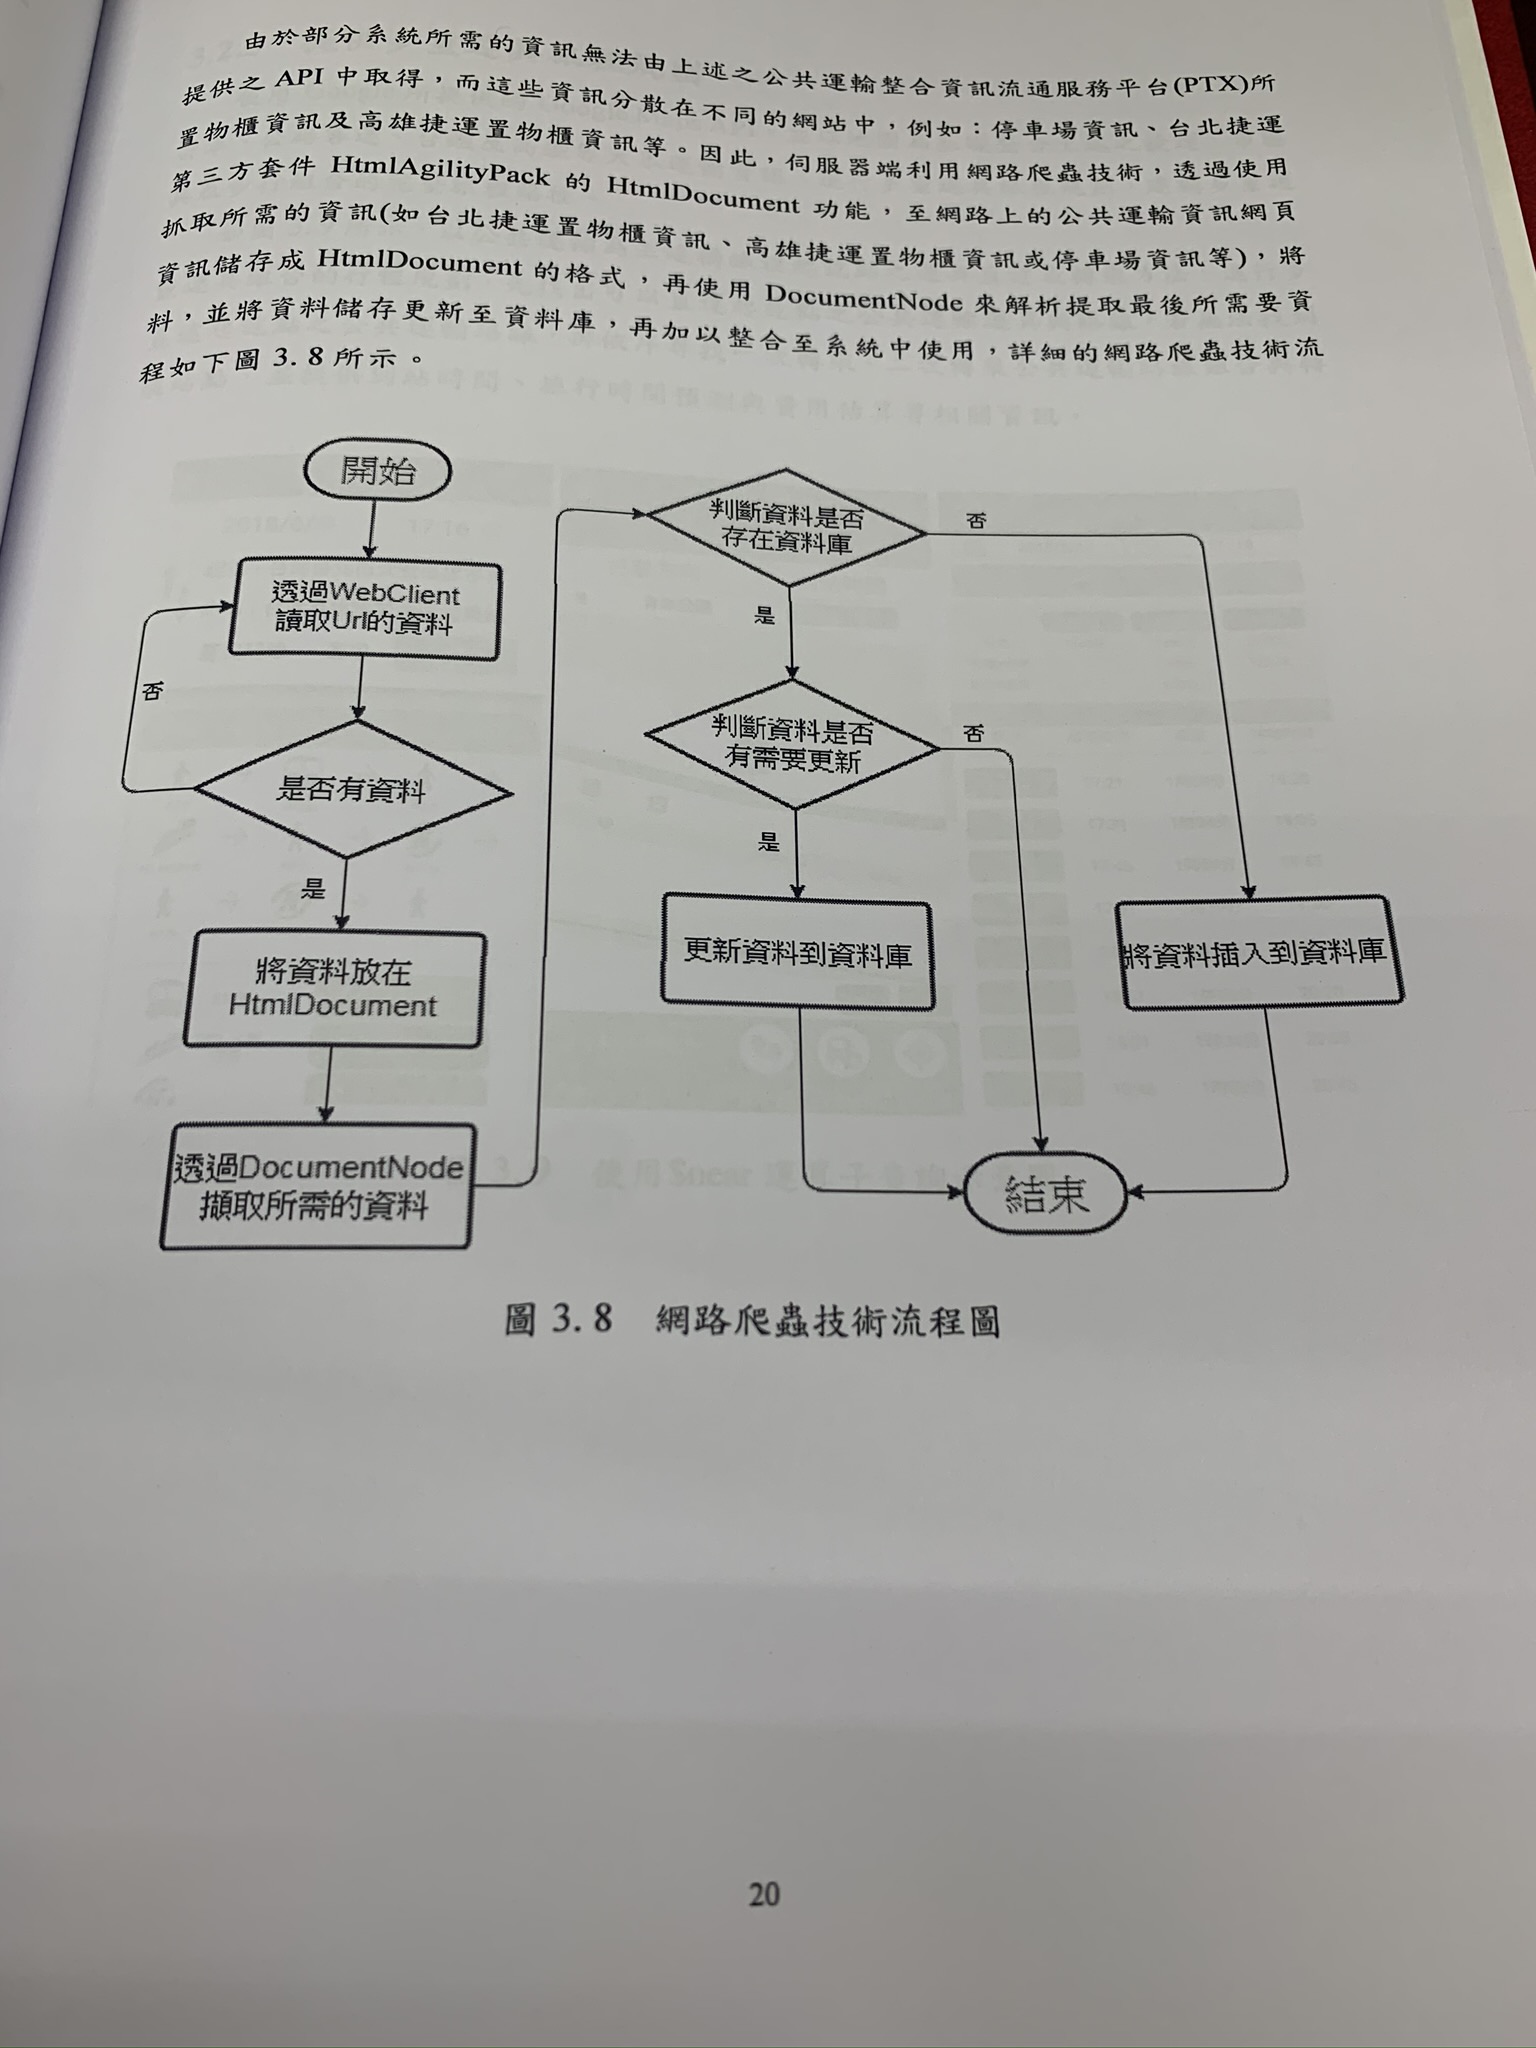 由於部分系統所需的資訊無法由上述之公共運輸整合資訊流通服務平台(PTX)所
提供之 API 中取得，而這些資訊分散在不同的網站中，例如：停車場資訊、台北捷運
置物櫃資訊及高雄捷運置物櫃資訊等。因此，伺服器端利用網路爬蟲技術，透過使用
第三方套件 HtmlAgilityPack 的 HtmlDocument 功能，至網路上的公共運輸資訊網頁
抓取所需的資訊(如台北捷運置物櫃資訊、高雄捷運置物櫃資訊或停車場資訊等)，將
資訊儲存成 HtmlDocument 的格式，再使用 DocumentNode 來解析提取最後所需要資
料，並將資料儲存更新至資料庫，再加以整合至系統中使用，詳細的網路爬蟲技術流
程如下圖 3.8 所示。
開始
透過WebClient
讀取Url的資料
否
是否有資料
是
將資料放在
HtmlDocument
透過DocumentNode
擷取所需的資料
判斷資料是否
存在資料庫
否
是
判斷資料是否
有需要更新
否
是
更新資料到資料庫
將資料插入到資料庫
結束
圖 3.8 網路爬蟲技術流程圖
20